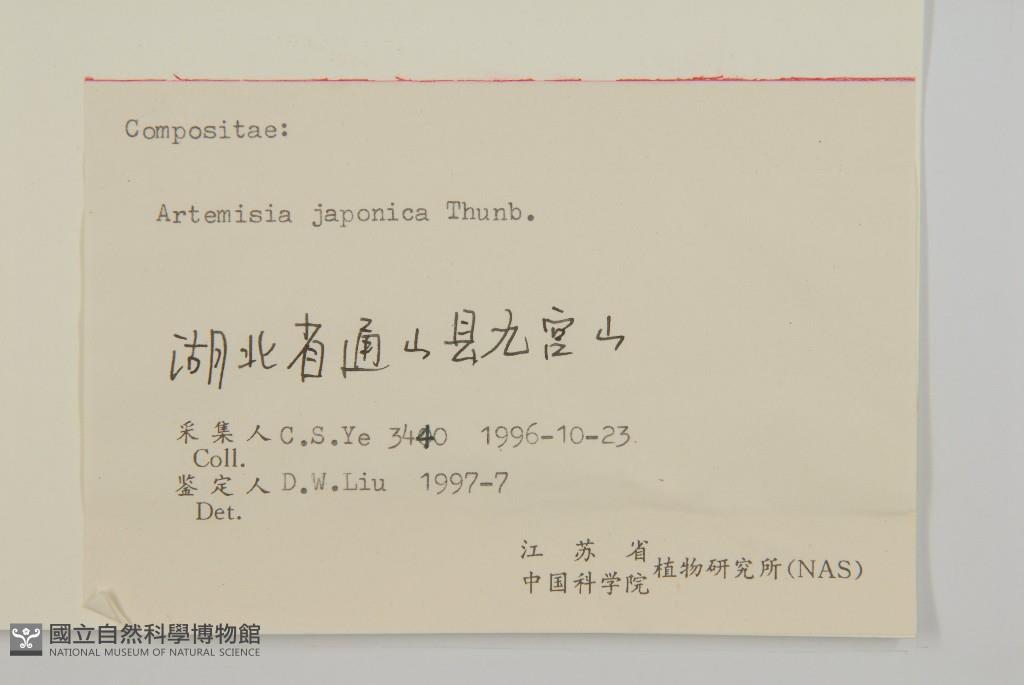 Compositae:
Artemisia japonica Thunb.
湖北省通山县九宫山
采集人 C.S.Ye 3440 1996-10-23.
Coll.
鉴定人 D.W.Liu 1997-7
Det.
江苏省
中国科学院 植物研究所(NAS)
國立自然科學博物館
NATIONAL MUSEUM OF NATURAL SCIENCE